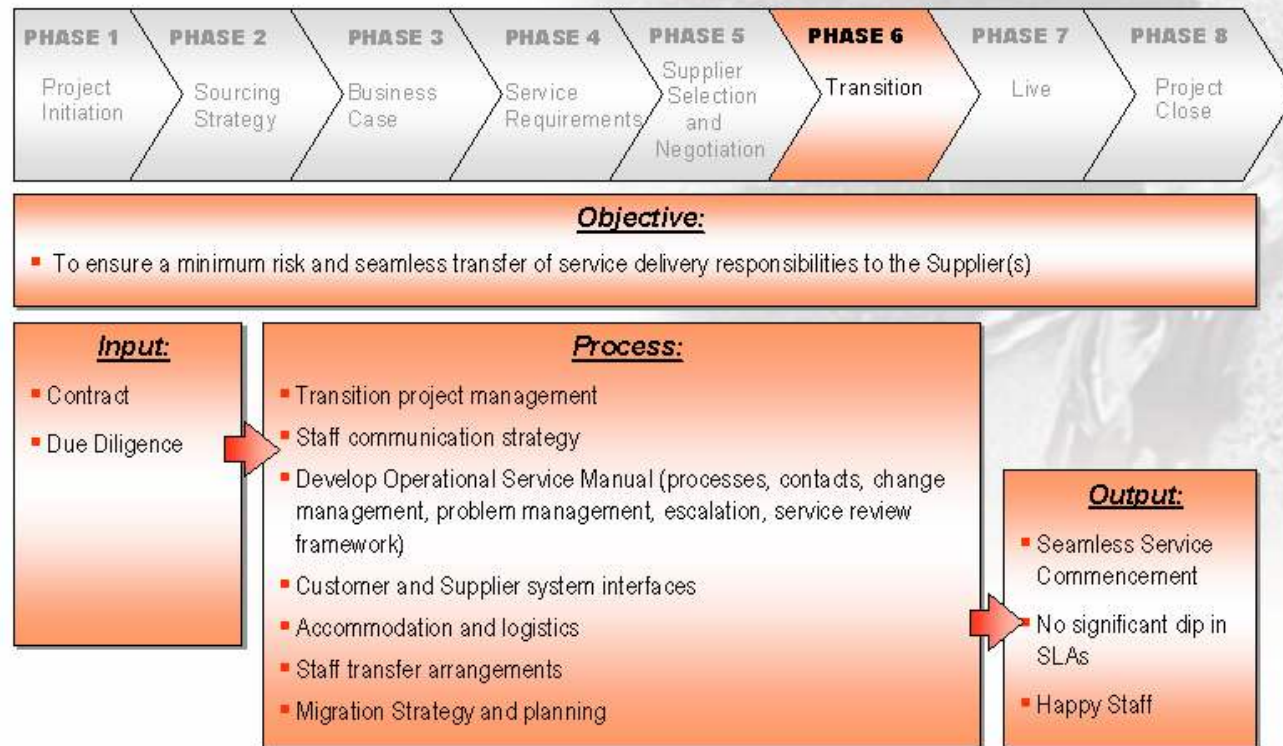 PHASE 1
Project
Initiation
PHASE 2
Sourcing
Strategy
PHASE 3
Business
Case
PHASE 4
Service
Requirements
PHASE 5
Supplier
Selection
and
Negotiation
PHASE 6
Transition
PHASE 7
Live
PHASE 8
Project
Close
Objective:
▪ To ensure a minimum risk and seamless transfer of service delivery responsibilities to the Supplier(s)
Input:
▪ Contract
▪ Due Diligence
Process:
▪ Transition project management
▪ Staff communication strategy
▪ Develop Operational Service Manual (processes, contacts, change
management, problem management, escalation, service review
framework)
▪ Customer and Supplier system interfaces
▪ Accommodation and logistics
▪ Staff transfer arrangements
▪ Migration Strategy and planning
Output:
▪ Seamless Service
Commencement
▪ No significant dip in
SLAs
▪ Happy Staff